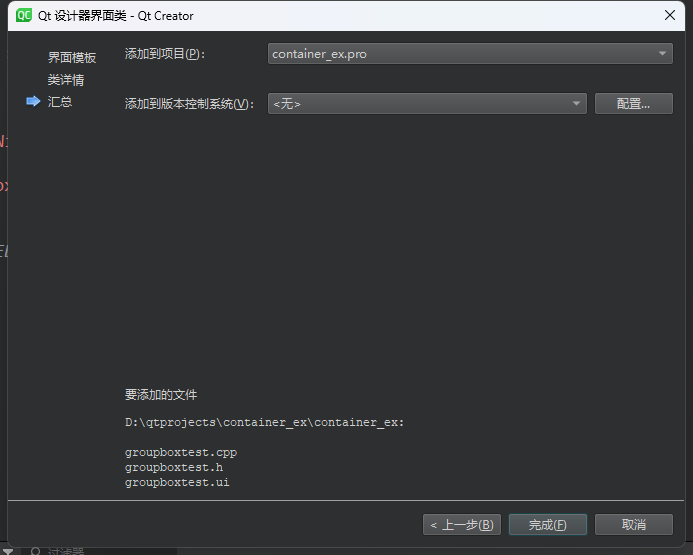 Qt 设计器界面类 - Qt Creator
界面模板
类详情
汇总
添加到项目(P):
container_ex.pro
添加到版本控制系统(V):
<无>
配置...
要添加的文件
D:\qtprojects\container_ex\container_ex:
groupboxtest.cpp
groupboxtest.h
groupboxtest.ui
< 上一步(B)
完成(F)
取消